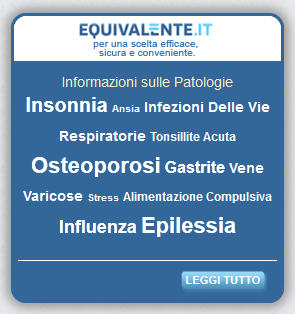 EQUIVALENTE.IT
per una scelta efficace,
sicura e conveniente.
Informazioni sulle Patologie
Insonnia Ansia Infezioni Delle Vie
Respiratorie Tonsillite Acuta
Osteoporosi Gastrite Vene
Varicose Stress Alimentazione Compulsiva
Influenza Epilessia
LEGGI TUTTO